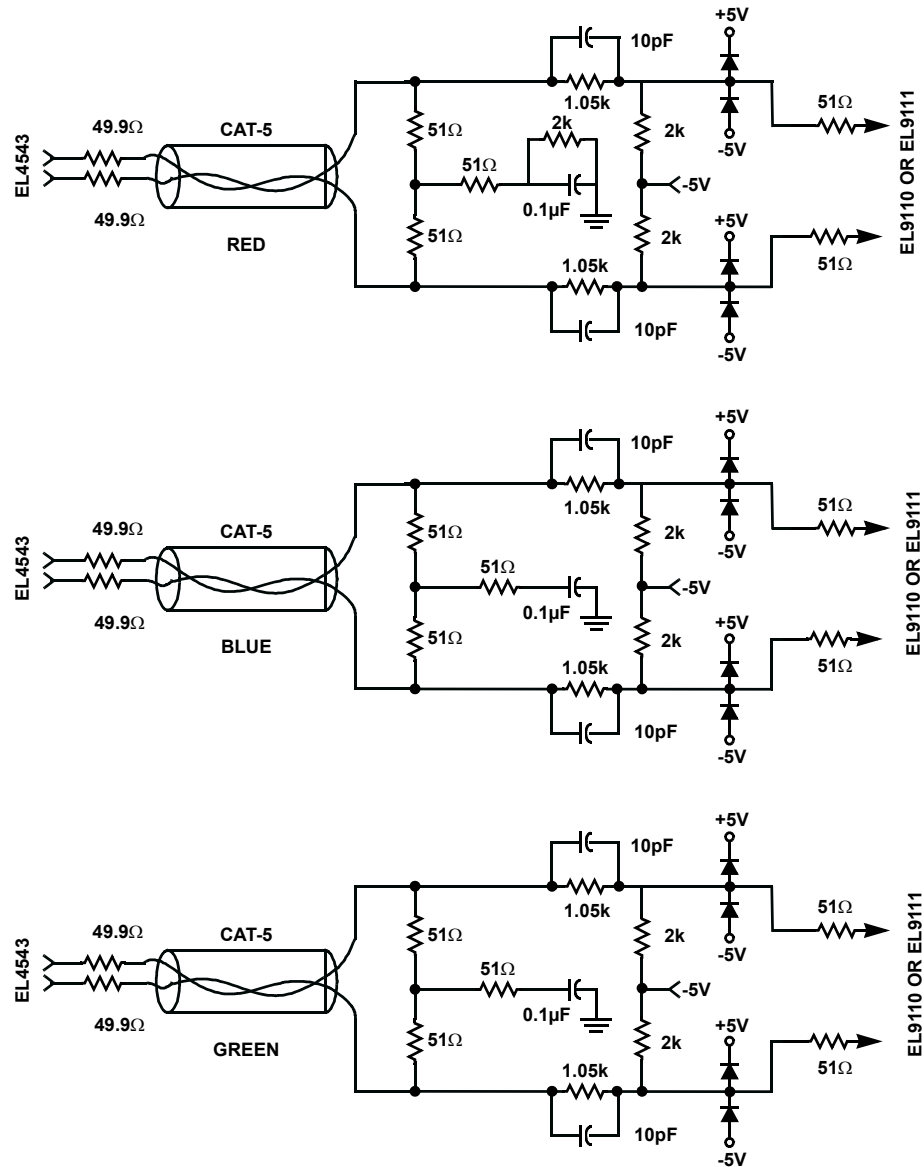 +5V
10pF
1.05k
51Ω
-5V
49.9Ω
CAT-5
51Ω
2k
2k
51Ω
EL4543
-5V
0.1µF
EL9110 OR EL9111
49.9Ω
51Ω
2k
+5V
51Ω
RED
1.05k
10pF
-5V
+5V
10pF
1.05k
51Ω
-5V
49.9Ω
CAT-5
51Ω
2k
51Ω
EL4543
-5V
0.1µF
EL9110 OR EL9111
49.9Ω
51Ω
2k
+5V
51Ω
BLUE
1.05k
10pF
-5V
+5V
10pF
1.05k
51Ω
-5V
49.9Ω
CAT-5
51Ω
2k
51Ω
EL4543
-5V
0.1µF
EL9110 OR EL9111
49.9Ω
51Ω
2k
+5V
51Ω
GREEN
1.05k
10pF
-5V